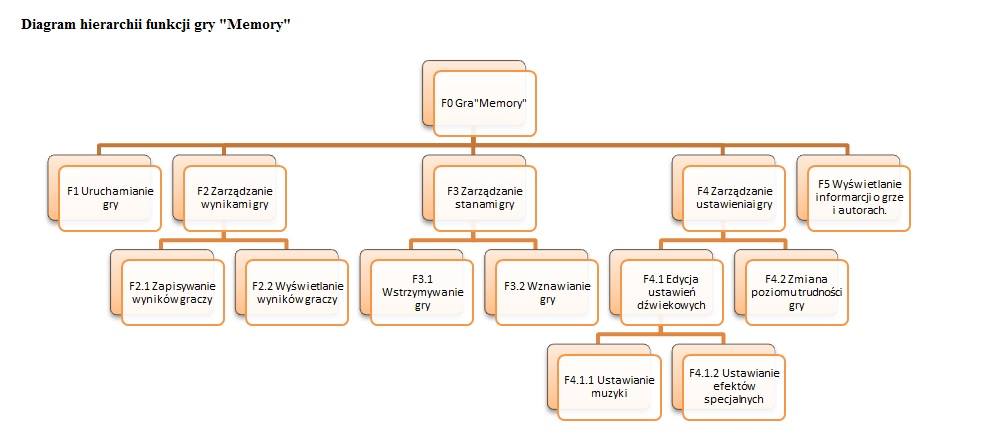 Diagram hierarchii funkcji gry "Memory"
F0 Gra "Memory"
F1 Uruchamianie
gry
F2 Zarządzanie
wynikami gry
F3 Zarządzanie
stanami gry
F4 Zarządzanie
ustawieniai gry
F5 Wyświetlanie
informarcji o grze
i autorach.
F2.1 Zapisywanie
wyników graczy
F2.2 Wyświetlanie
wyników graczy
F3.1
Wstrzymywanie
gry
F3.2 Wznawianie
gry
F4.1 Edycja
ustawień
dźwiekowych
F4.2 Zmiana
poziomu trudności
gry
F4.1.1 Ustawianie
muzyki
F4.1.2 Ustawianie
efektów
specjalnych